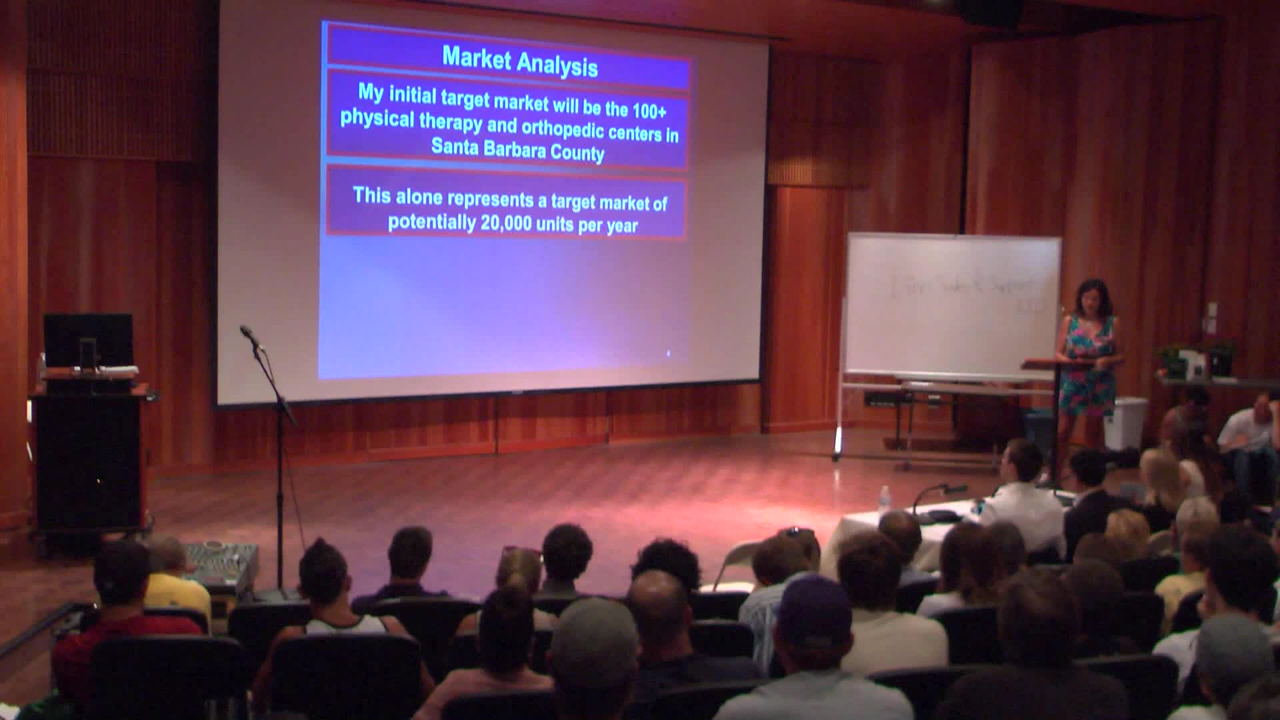 Market Analysis
My initial target market will be the 100+
physical therapy and orthopedic centers in
Santa Barbara County
This alone represents a target market of
potentially 20,000 units per year